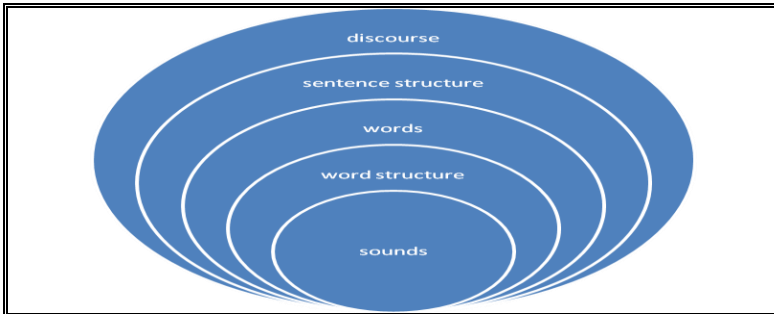 discourse
sentence structure
words
word structure
sounds